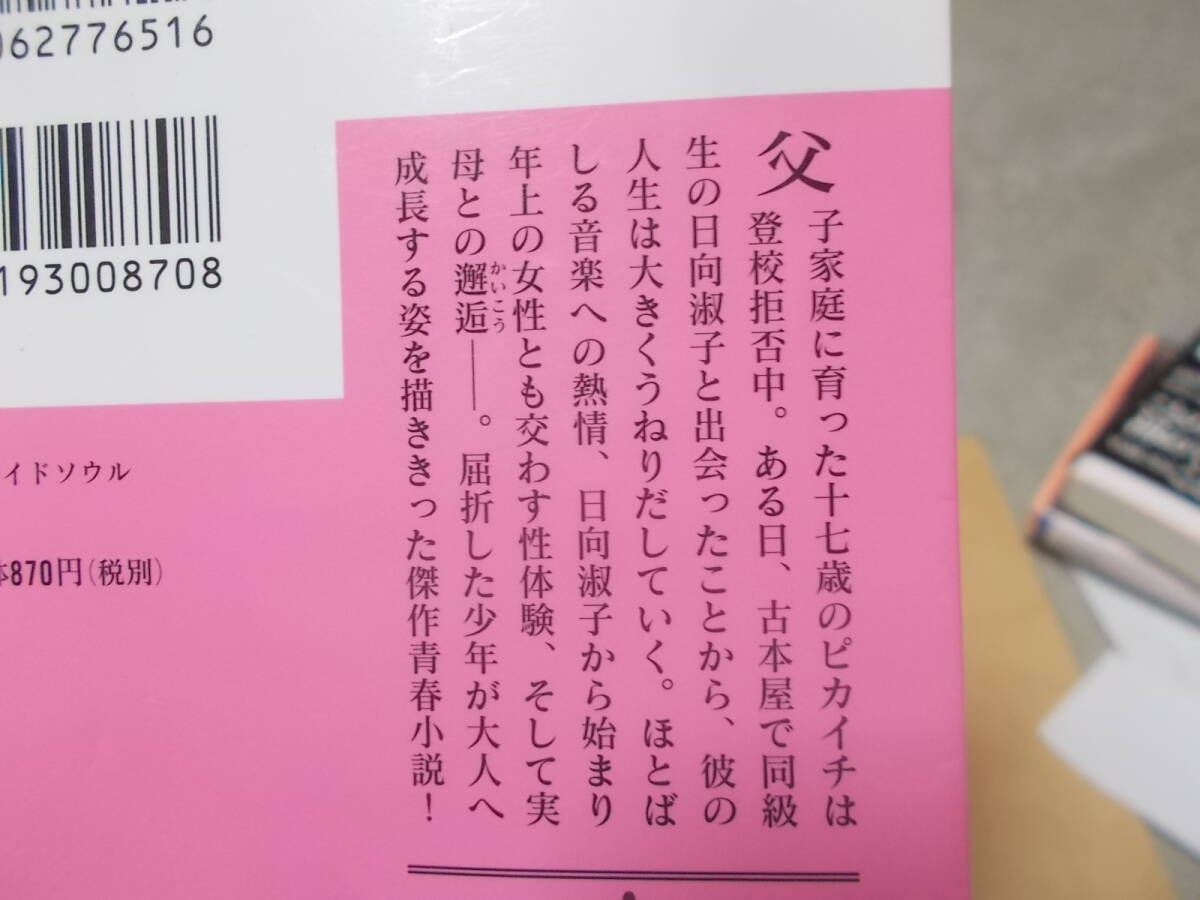 062776516
193008708
父子家庭に育った十七歳のピカイチは
登校拒否中。ある日、古本屋で同級
生の日向淑子と出会ったことから、彼の
人生は大きくうねりだしていく。ほとば
しる音楽への熱情、日向淑子から始まり
年上の女性とも交わす性体験、そして実
母との邂逅かいこう――。屈折した少年が大人へ
成長する姿を描ききった傑作青春小説！
イドソウル
体870円(税別)